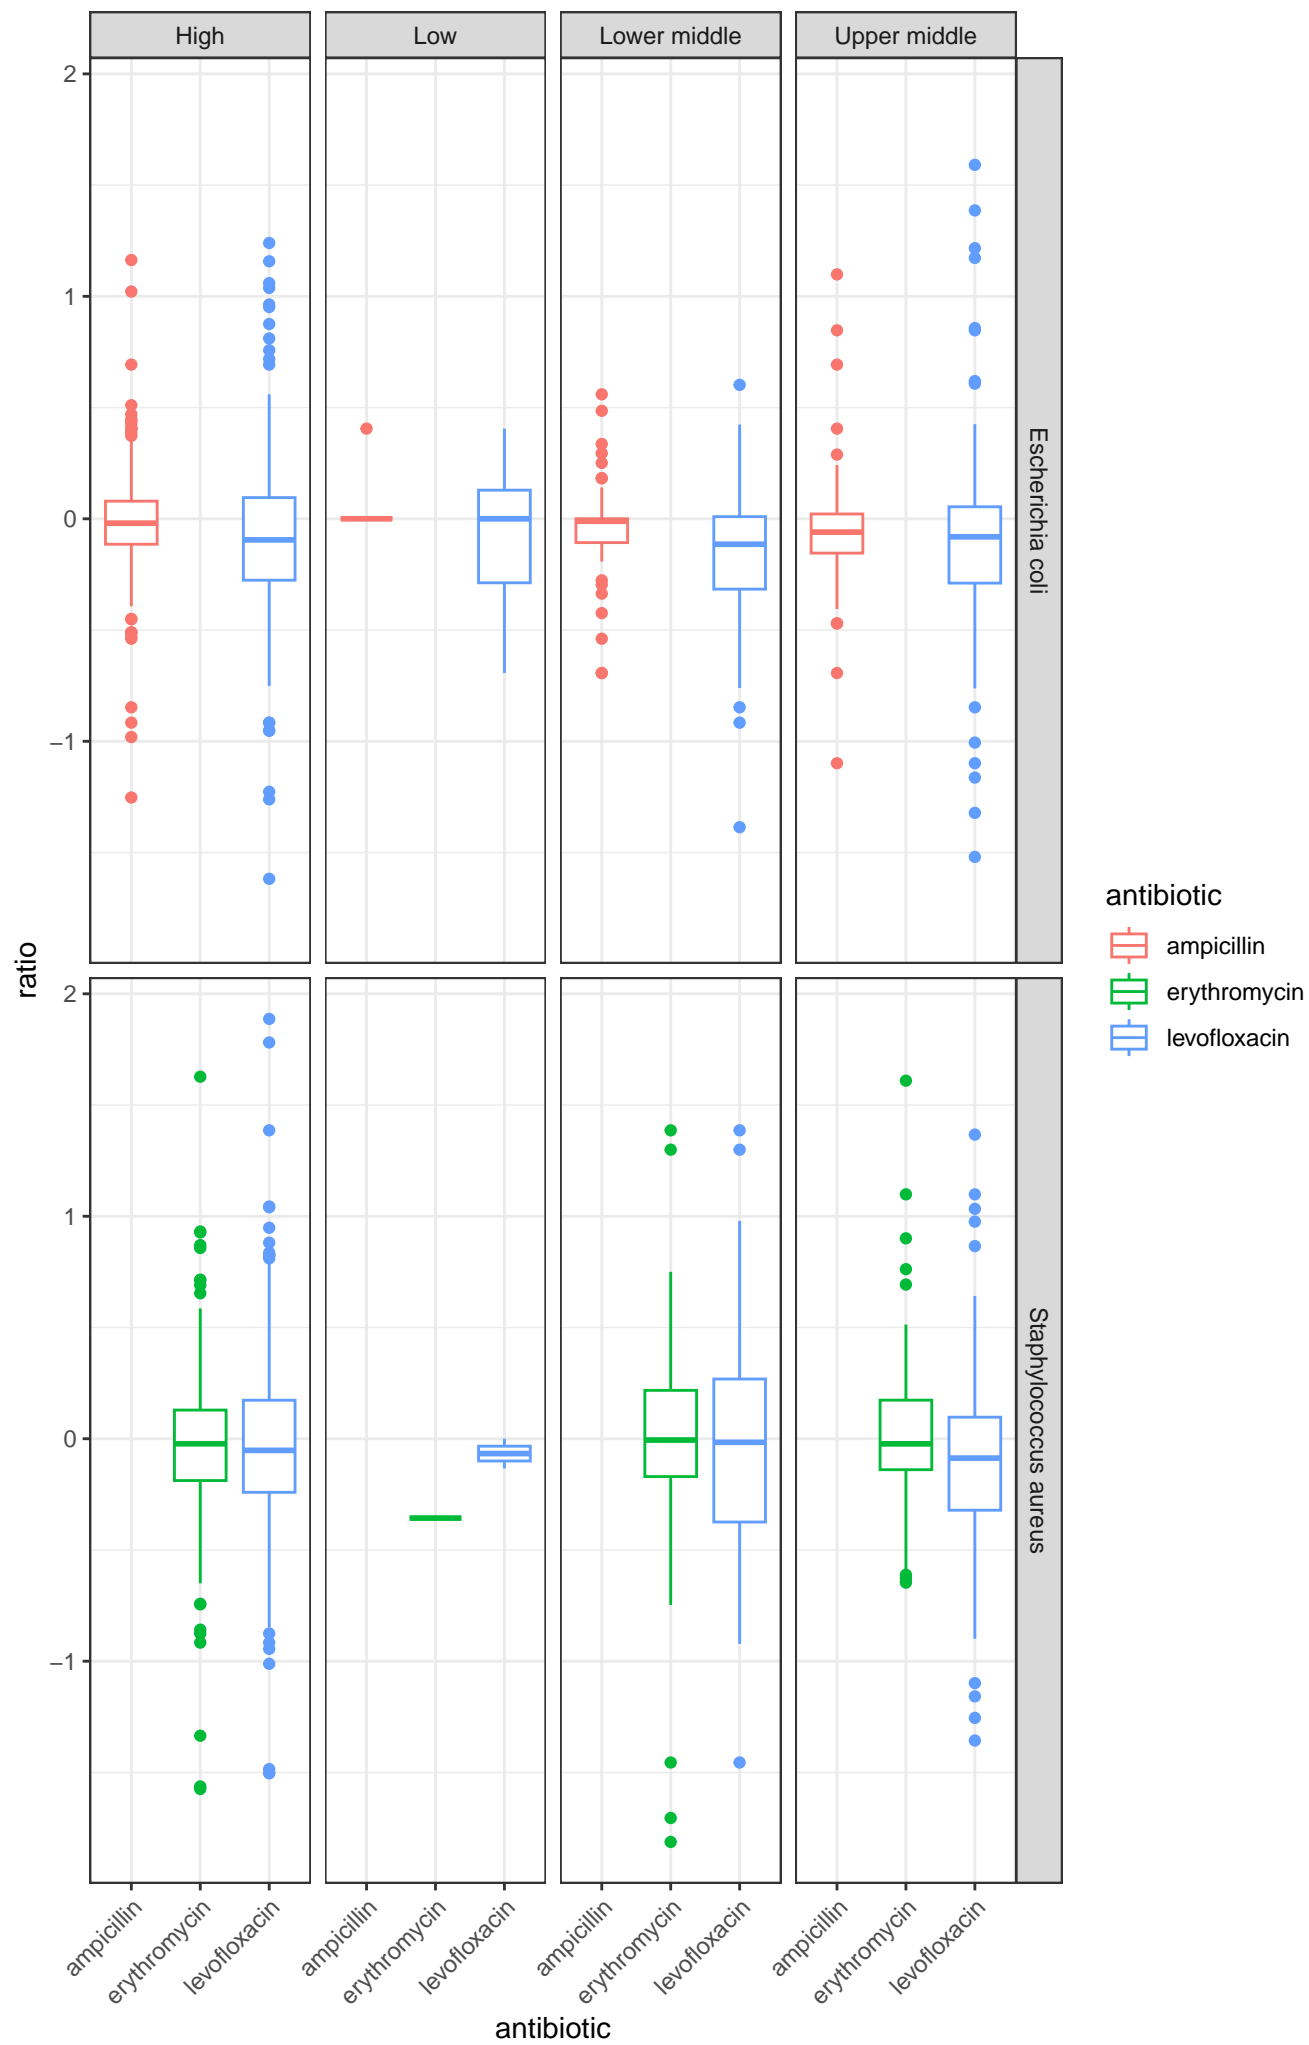 High Low Lower middle Upper middle
2
1
0
−1
Escherichia coli
2
1
0
−1
Staphylococcus aureus
ratio
ampicillin erythromycin levofloxacin ampicillin erythromycin levofloxacin ampicillin erythromycin levofloxacin ampicillin erythromycin levofloxacin
antibiotic
antibiotic
ampicillin
erythromycin
levofloxacin